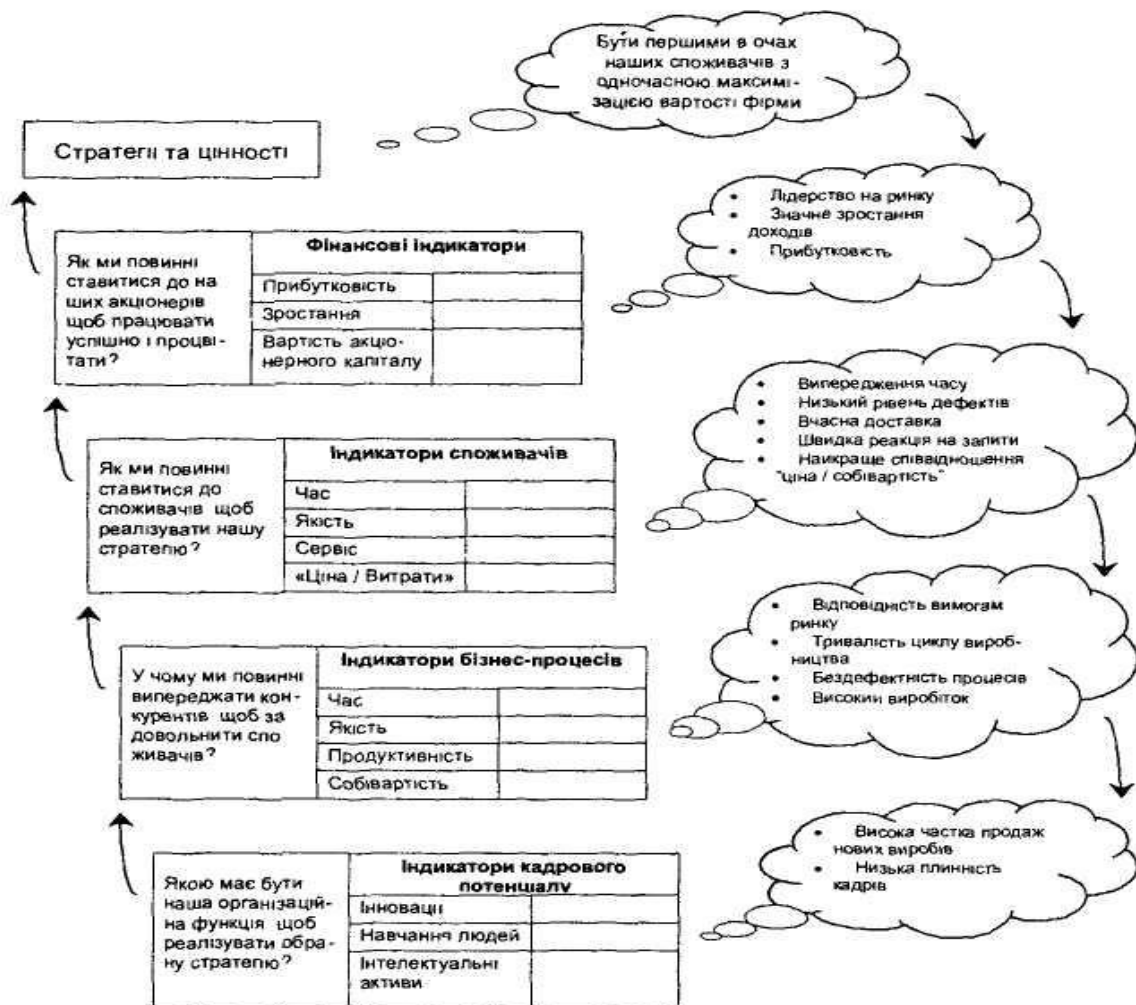 Бути першими в очах
наших споживачів з
одночасною максимі-
зацією вартості фірми
Стратегії та цінності
• Лідерство на ринку
• Значне зростання
доходів
• Прибутковість
Як ми повинні
ставитися до на
ших акціонерів
щоб працювати
успішно і процві-
тати?
Фінансові індикатори
Прибутковість
Зростання
Вартість акціо-
нерного капіталу
• Випередження часу
• Низький рівень дефектів
• Вчасна доставка
• Швидка реакція на запити
• Найкраще співвідношення
"ціна / собівартість"
Як ми повинні
ставитися до
споживачів щоб
реалізувати нашу
стратегію?
Індикатори споживачів
Час
Якість
Сервіс
«Ціна / Витрати»
• Відповідність вимогам
ринку
• Тривалість циклу вироб-
ництва
• Бездефектність процесів
• Високий виробіток
У чому ми повинні
випереджати кон-
курентів щоб за
довольнити спо
живачів?
Індикатори бізнес-процесів
Час
Якість
Продуктивність
Собівартість
• Висока частка продаж
нових виробів
• Низька плинність
кадрів
Якою має бути
наша організацій-
на функція щоб
реалізувати обра-
ну стратегію?
Індикатори кадрового
потенціалу
Інновації
Навчання людей
Інтелектуальні
активи